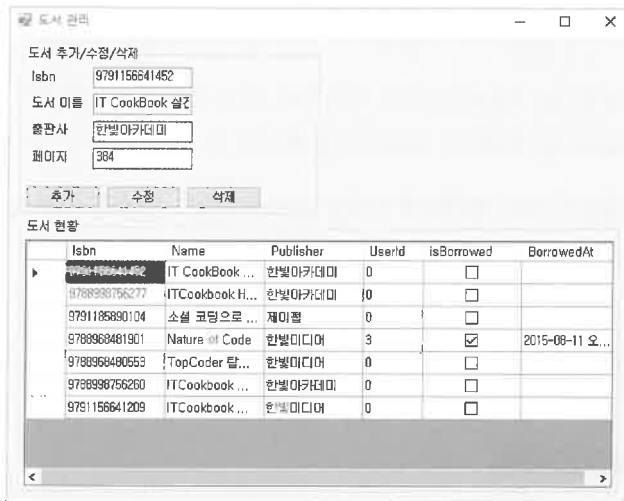 도서 관리
도서 추가/수정/삭제
Isbn 9791156641452
도서 이름 IT CookBook 실전
출판사 한빛아카데미
페이지 384
추가 수정 삭제
도서 현황
Isbn Name Publisher UserId isBorrowed BorrowedAt
9791156641452 IT CookBook ... 한빛아카데미 0
9788998756277 ITCookbook H... 한빛아카데미 0
9791185890104 소셜 코딩으로 ... 제이펍 0
9788968481901 Nature of Code 한빛미디어 3 2015-08-11 오...
9788968480553 TopCoder 탑... 한빛미디어 0
9788998756260 ITCookbook ... 한빛아카데미 0
9791156641209 ITCookbook ... 한빛미디어 0